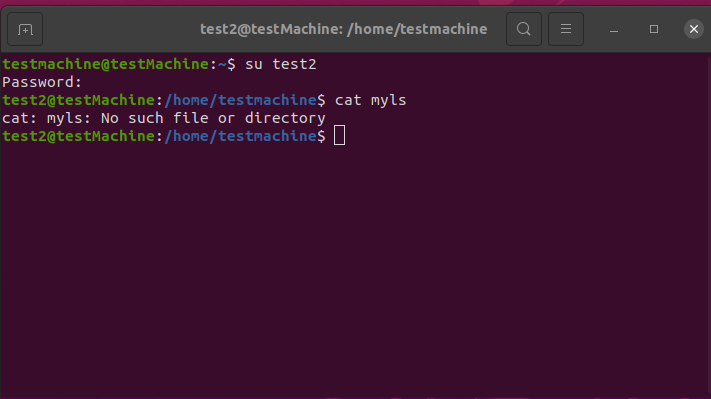 test2@testMachine: /home/testmachine
testmachine@testMachine:~$ su test2
Password:
test2@testMachine:/home/testmachine$ cat myls
cat: myls: No such file or directory
test2@testMachine:/home/testmachine$